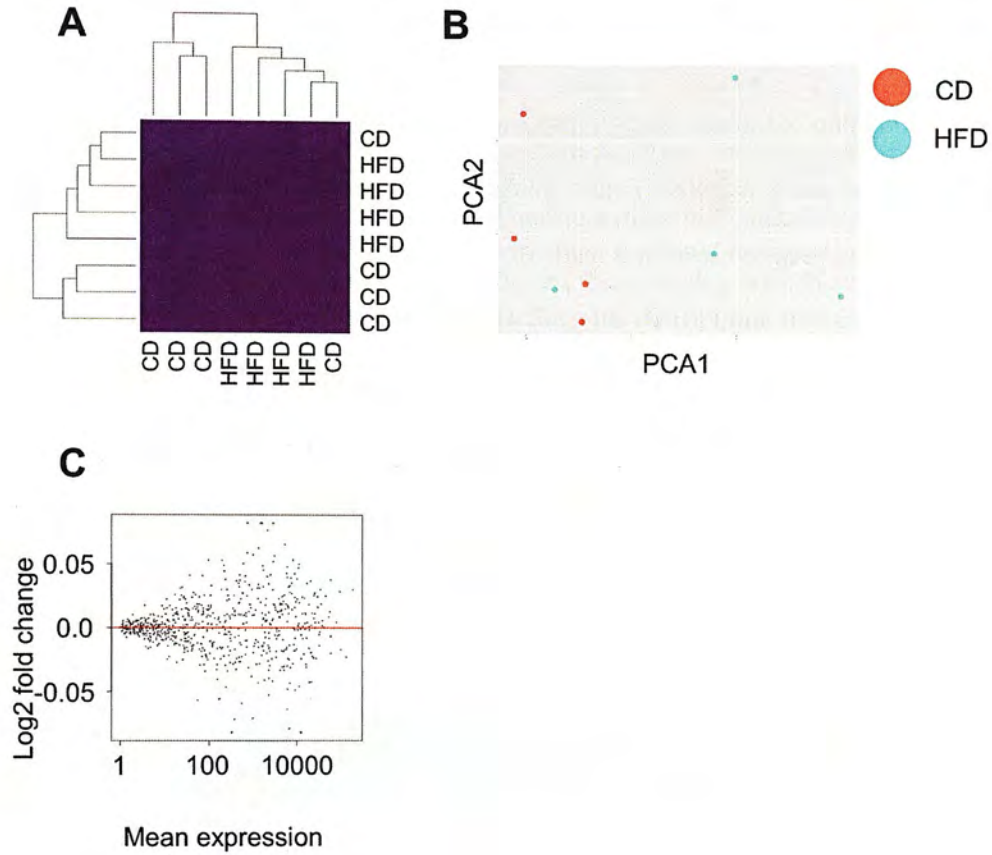 A
CD
HFD
HFD
HFD
HFD
CD
CD
CD
CD
CD
CD
HFD
HFD
HFD
HFD
CD
B
PCA2
PCA1
CD
HFD
C
Log2 fold change
0.05
0.0
-0.05
1
100
10000
Mean expression